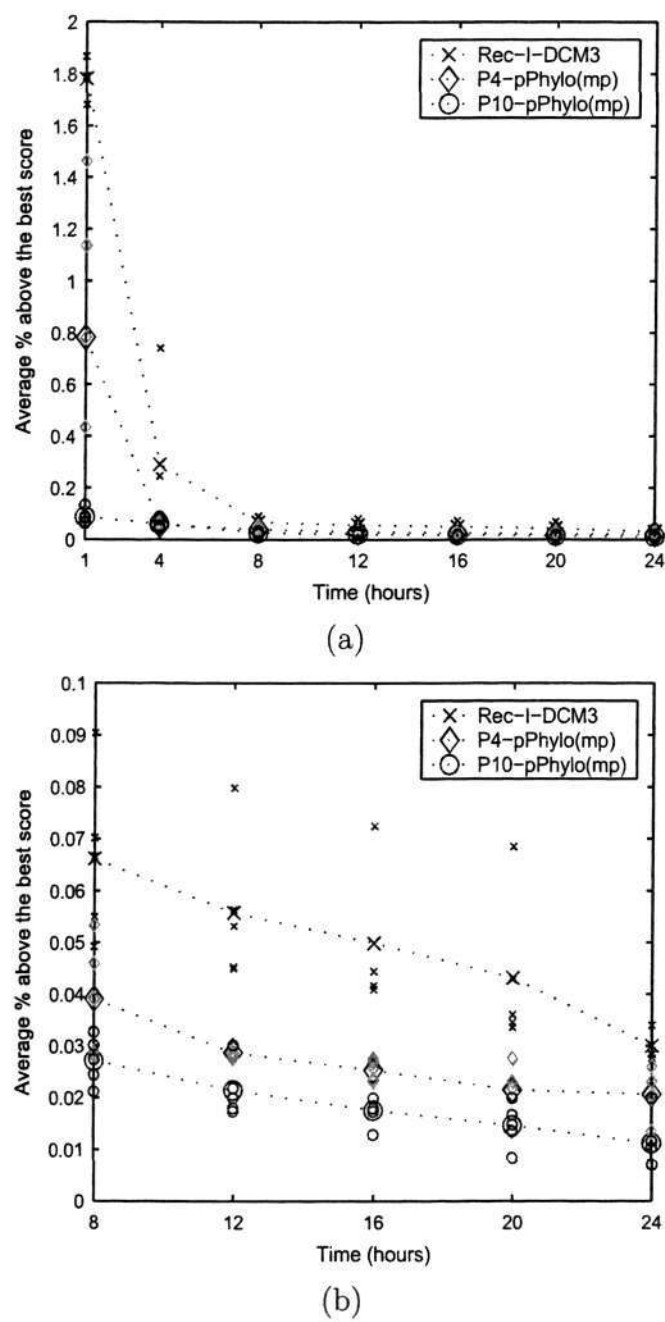 2
1.8
1.6
1.4
1.2
1
0.8
0.6
0.4
0.2
0
Average % above the best score
Rec-I-DCM3
P4-pPhylo(mp)
P10-pPhylo(mp)
1 4 8 12 16 20 24
Time (hours)
(a)
0.1
0.09
0.08
0.07
0.06
0.05
0.04
0.03
0.02
0.01
0
Average % above the best score
Rec-I-DCM3
P4-pPhylo(mp)
P10-pPhylo(mp)
8 12 16 20 24
Time (hours)
(b)